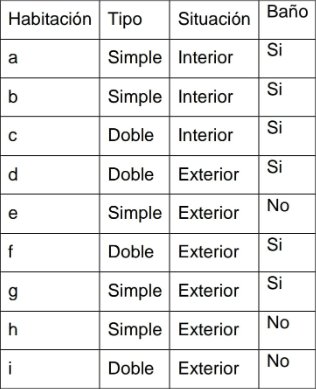 Habitación Tipo Situación Baño
a Simple Interior Si
b Simple Interior Si
c Doble Interior Si
d Doble Exterior Si
e Simple Exterior No
f Doble Exterior Si
g Simple Exterior Si
h Simple Exterior No
i Doble Exterior No